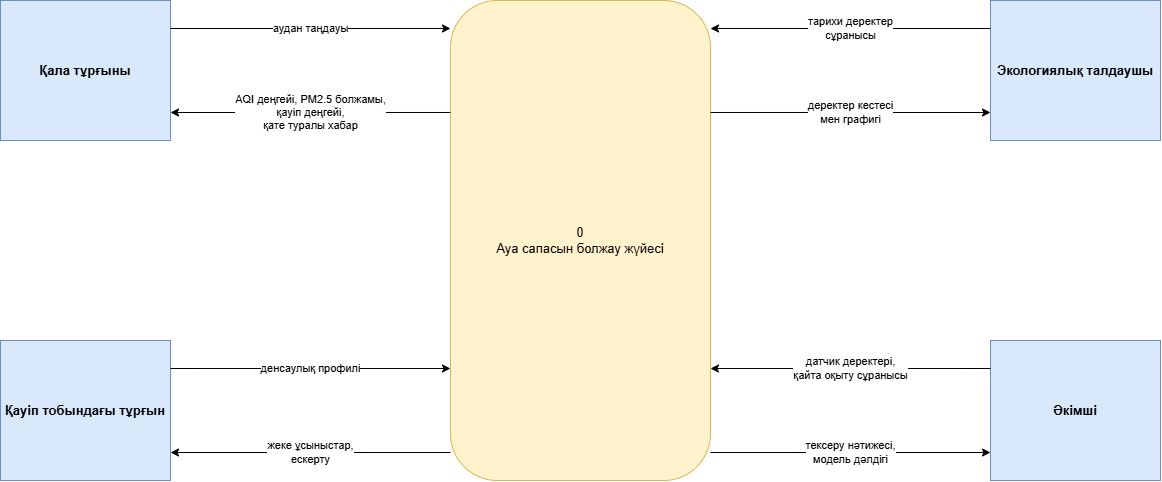 Қала тұрғыны
аудан таңдауы
AQI деңгейі, PM2.5 болжамы,
қауіп деңгейі,
қате туралы хабар
тарихи деректер
сұранысы
Экологиялық талдаушы
деректер кестесі
мен графигі
0
Ауа сапасын болжау жүйесі
Қауіп тобындағы тұрғын
денсаулық профилі
жеке ұсыныстар,
ескерту
датчик деректері,
қайта оқыту сұранысы
Әкімші
тексеру нәтижесі,
модель дәлдігі